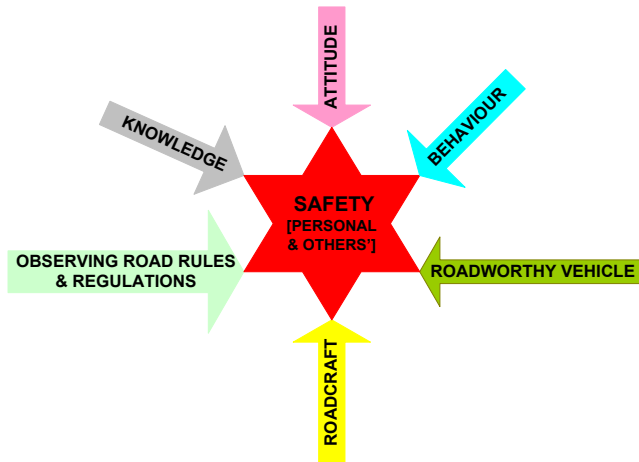 ATTITUDE
KNOWLEDGE
BEHAVIOUR
SAFETY
[PERSONAL
& OTHERS']
OBSERVING ROAD RULES
& REGULATIONS
ROADWORTHY VEHICLE
ROADCRAFT